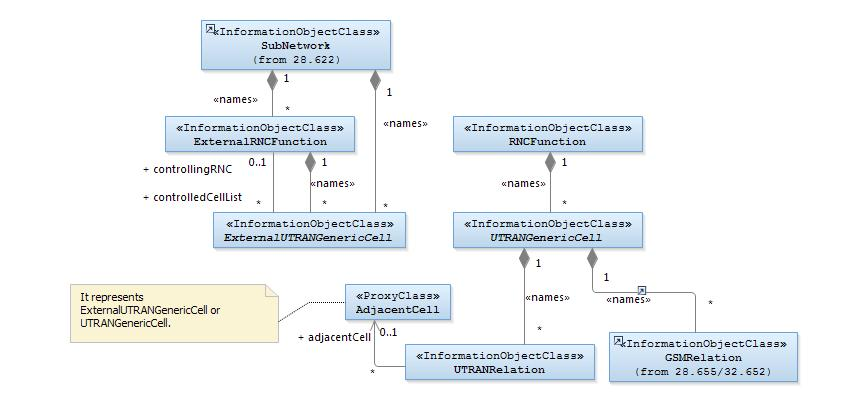 «InformationObjectClass»
SubNetwork
(from 28.622)
1
1
«names»
*
«names»
«InformationObjectClass»
ExternalRNCFunction
«InformationObjectClass»
RNCFunction
+ controllingRNC
0..1
1
1
«names»
«names»
+ controlledCellList
*
*
*
*
«InformationObjectClass»
ExternalUTRANGenericCell
«InformationObjectClass»
UTRANGenericCell
1
1
«names»
«names»
*
*
It represents
ExternalUTRANGenericCell or
UTRANGenericCell.
«ProxyClass»
AdjacentCell
+ adjacentCell
0..1
*
«InformationObjectClass»
UTRANRelation
«InformationObjectClass»
GSMRelation
(from 28.655/32.652)